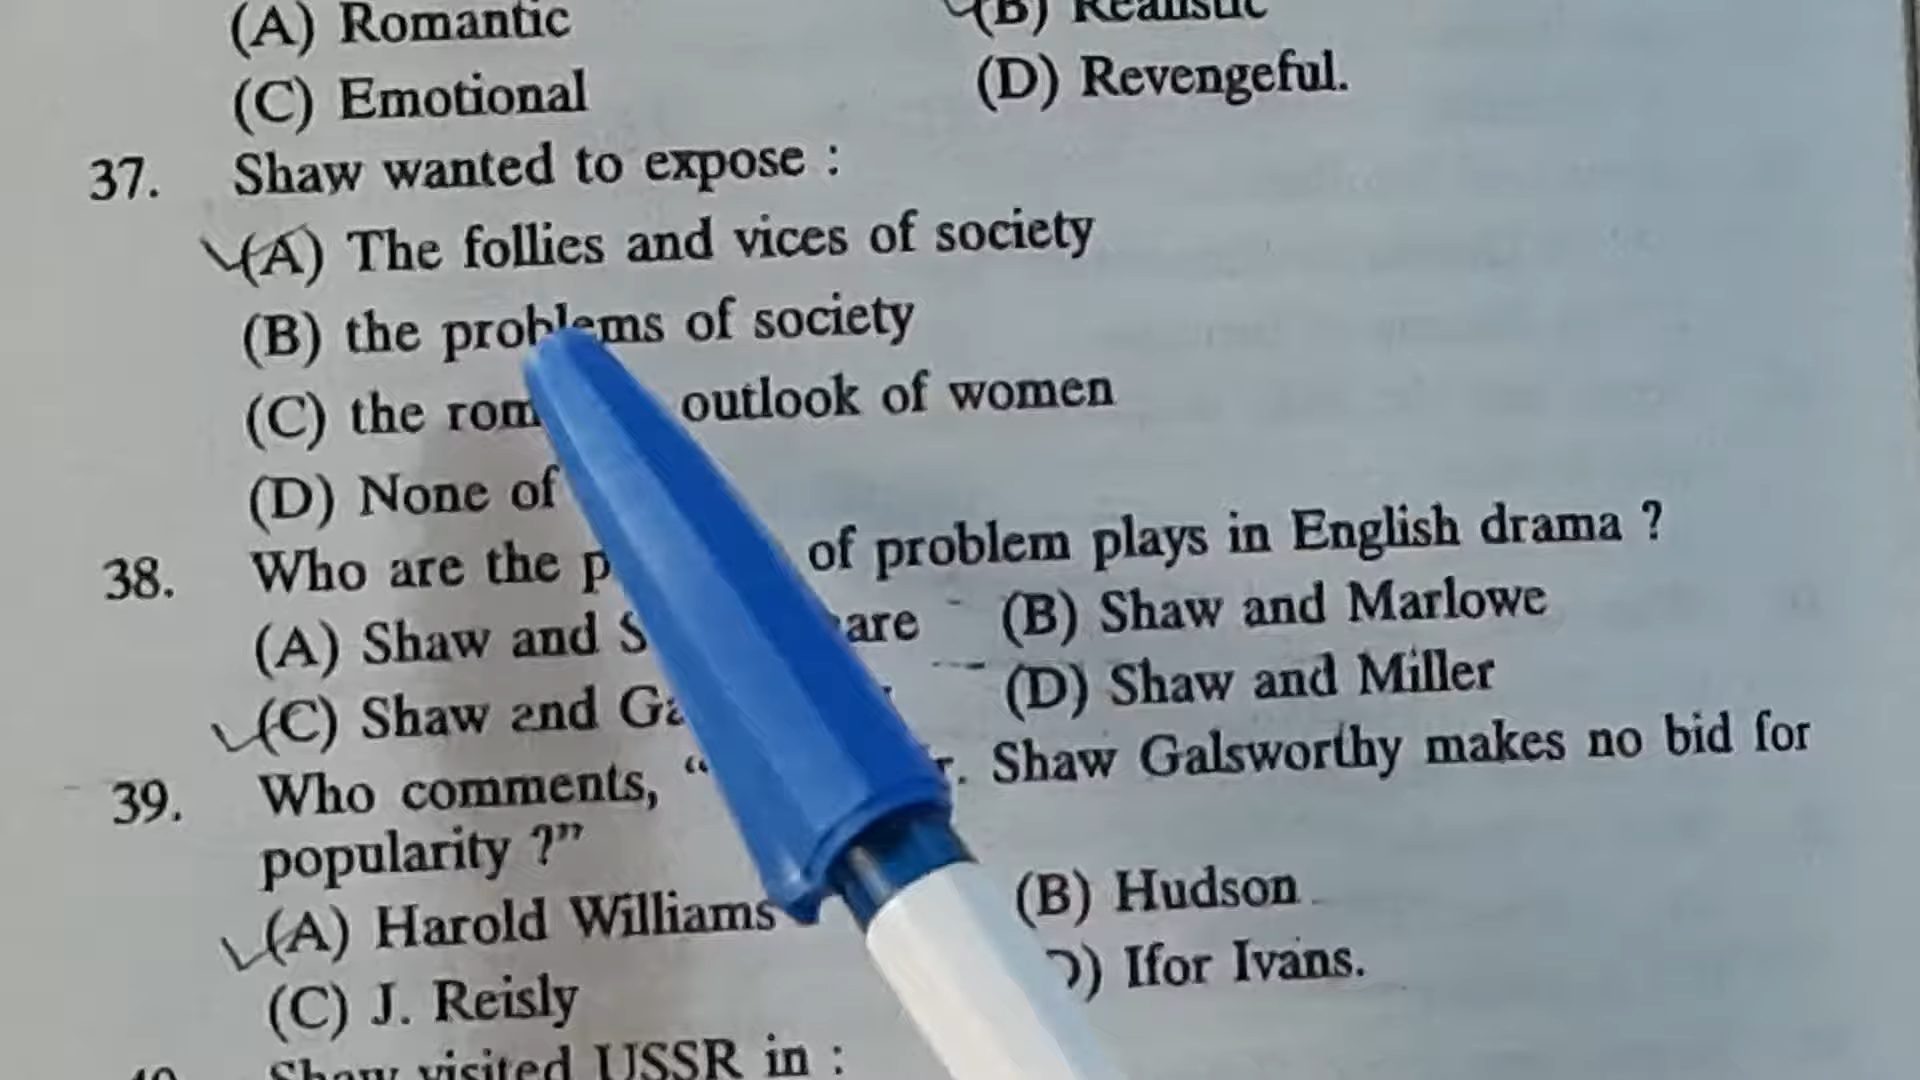 (A) Romantic (B) Realistic
(C) Emotional (D) Revengeful.
37. Shaw wanted to expose :
(A) The follies and vices of society
(B) the problems of society
(C) the outlook of women
(D) None of
38. Who are the of problem plays in English drama ?
(A) Shaw and (B) Shaw and Marlowe
(C) Shaw and (D) Shaw and Miller
39. Who comments, “ Shaw Galsworthy makes no bid for
popularity ?”
(A) Harold Williams (B) Hudson
(C) J. Reisly D) Ifor Ivans.
40. Shaw visited USSR in :